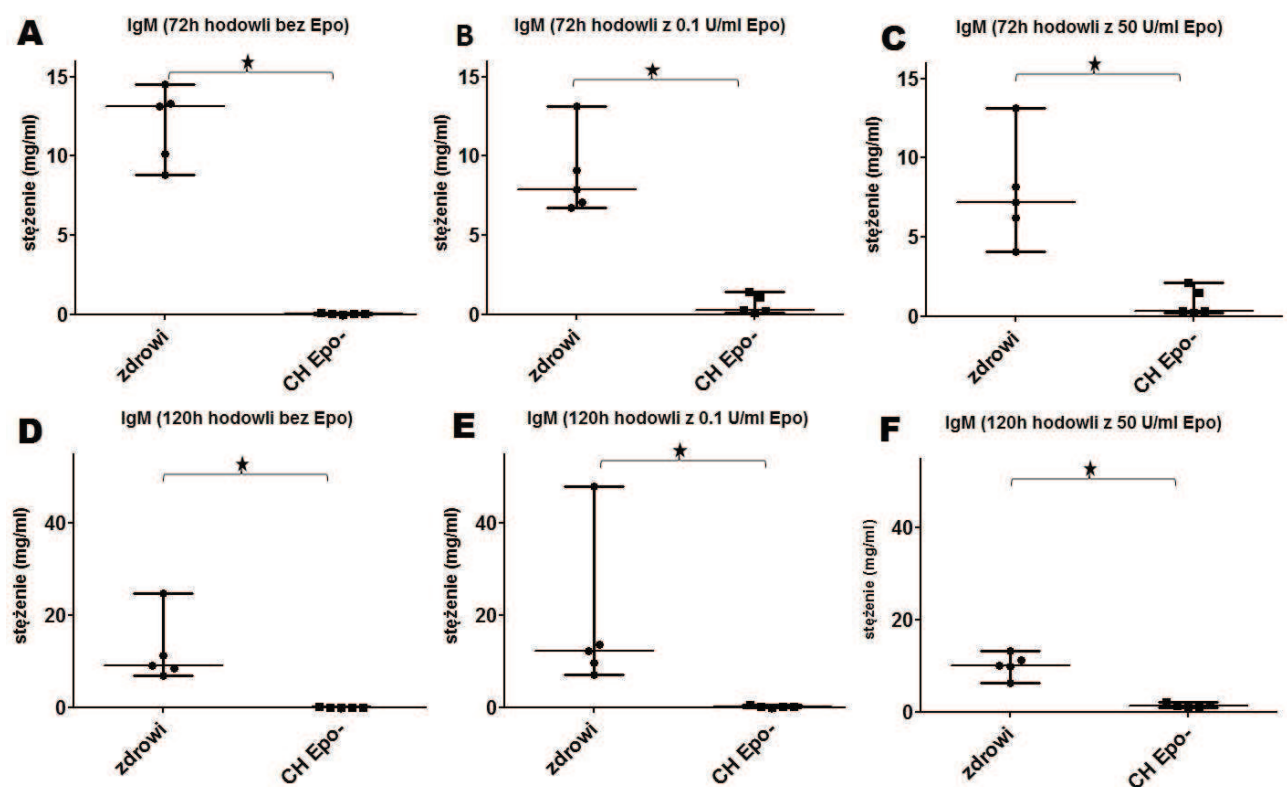 A
IgM (72h hodowli bez Epo)
stężenie (mg/ml)
15
10
5
0
zdrowi
CH Epo-
B
IgM (72h hodowli z 0.1 U/ml Epo)
stężenie (mg/ml)
15
10
5
0
zdrowi
CH Epo-
C
IgM (72h hodowli z 50 U/ml Epo)
stężenie (mg/ml)
15
10
5
0
zdrowi
CH Epo-
D
IgM (120h hodowli bez Epo)
stężenie (mg/ml)
40
20
0
zdrowi
CH Epo-
E
IgM (120h hodowli z 0.1 U/ml Epo)
stężenie (mg/ml)
40
20
0
zdrowi
CH Epo-
F
IgM (120h hodowli z 50 U/ml Epo)
stężenie (mg/ml)
40
20
0
zdrowi
CH Epo-